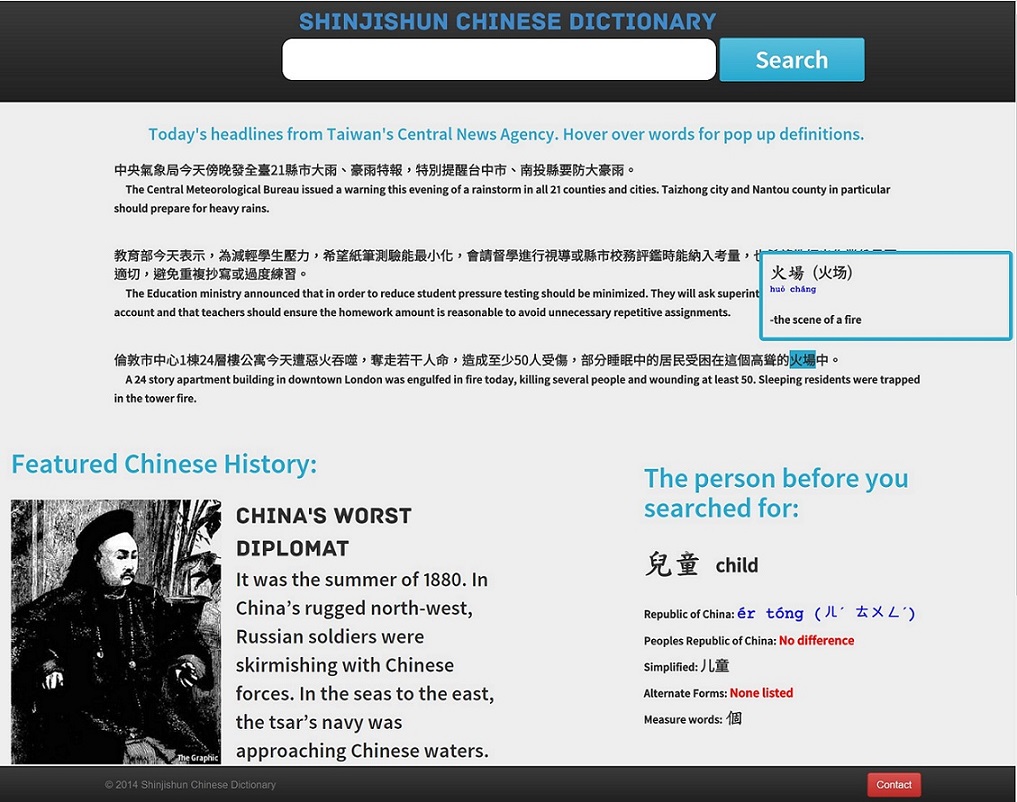 SHINJISHUN CHINESE DICTIONARY
Search
Today's headlines from Taiwan's Central News Agency. Hover over words for pop up definitions.
中央氣象局今天傍晚發全臺21縣市大雨、豪雨特報，特別提醒台中市、南投縣要防大豪雨。
The Central Meteorological Bureau issued a warning this evening of a rainstorm in all 21 counties and cities. Taizhong city and Nantou county in particular
should prepare for heavy rains.
教育部今天表示，為減輕學生壓力，希望紙筆測驗能最小化，會請督學進行視導或縣市校務評鑑時能納入考量，也
適切，避免重複抄寫或過度練習。
The Education ministry announced that in order to reduce student pressure testing should be minimized. They will ask superint
account and that teachers should ensure the homework amount is reasonable to avoid unnecessary repetitive assignments.
火場 (火场)
huǒ chǎng
-the scene of a fire
倫敦市中心1棟24層樓公寓今天遭惡火吞噬，奪走若干人命，造成至少50人受傷，部分睡眠中的居民受困在這個高聳的火場中。
A 24 story apartment building in downtown London was engulfed in fire today, killing several people and wounding at least 50. Sleeping residents were trapped
in the tower fire.
Featured Chinese History:
CHINA'S WORST
DIPLOMAT
It was the summer of 1880. In
China’s rugged north-west,
Russian soldiers were
skirmishing with Chinese
forces. In the seas to the east,
the tsar’s navy was
approaching Chinese waters.
The Graphic
The person before you
searched for:
兒童 child
Republic of China: ér tóng (ㄦˊ ㄊㄨㄥˊ)
Peoples Republic of China: No difference
Simplified: 儿童
Alternate Forms: None listed
Measure words: 個
© 2014 Shinjishun Chinese Dictionary
Contact